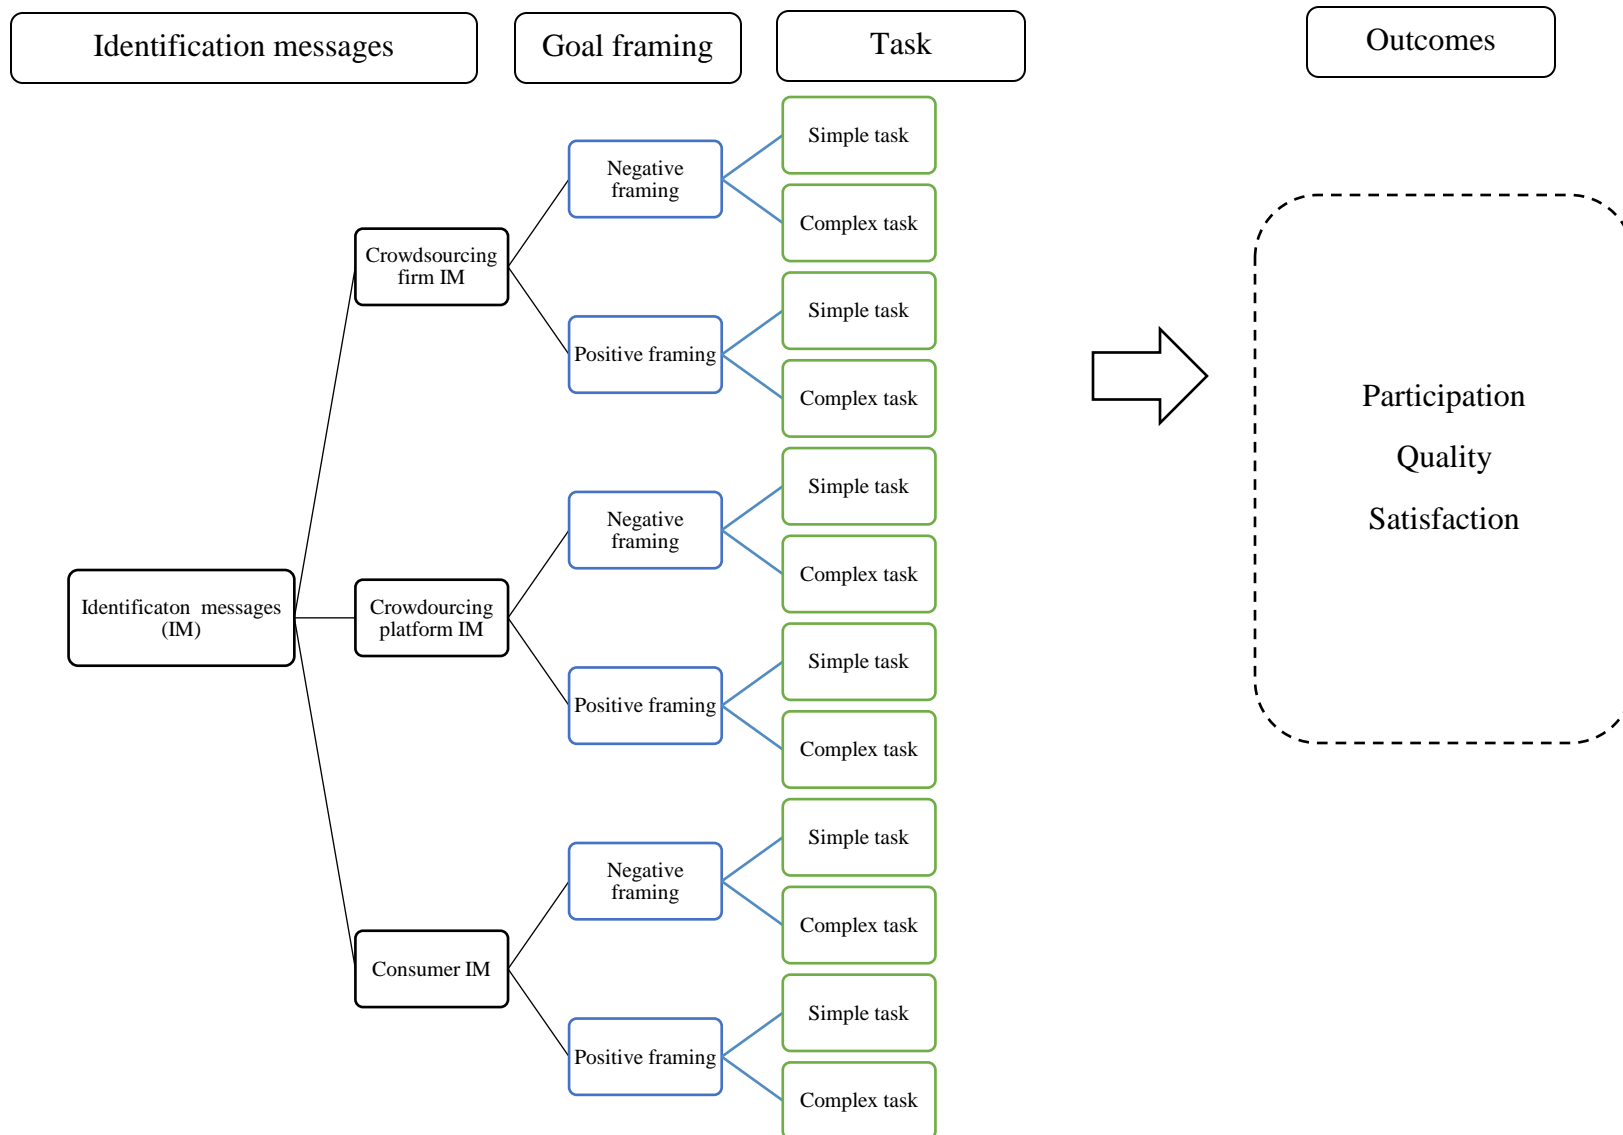 Identification messages
Goal framing
Task
Outcomes
Simple task
Negative
framing
Complex task
Crowdsourcing
firm IM
Simple task
Positive framing
Complex task
Participation
Quality
Satisfaction
Simple task
Negative
framing
Complex task
Identificaton messages
(IM)
Crowdourcing
platform IM
Simple task
Positive framing
Complex task
Simple task
Negative
framing
Complex task
Consumer IM
Simple task
Positive framing
Complex task